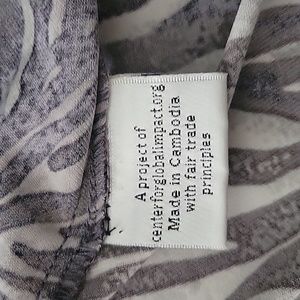 A project of
centerforglobalimpact.org
Made in Cambodia
with fair trade
principles